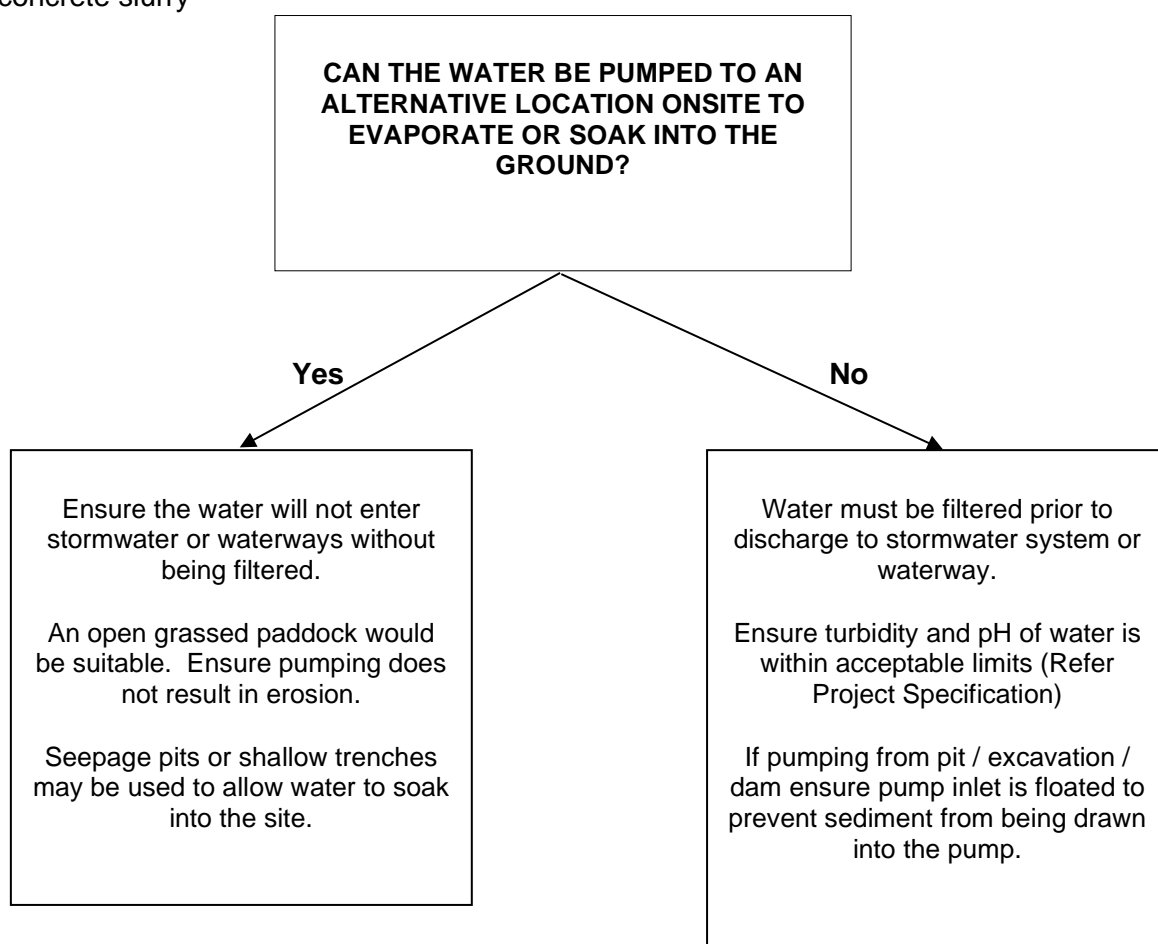 concrete slurry
CAN THE WATER BE PUMPED TO AN
ALTERNATIVE LOCATION ONSITE TO
EVAPORATE OR SOAK INTO THE
GROUND?
Yes
No
Ensure the water will not enter
stormwater or waterways without
being filtered.
An open grassed paddock would
be suitable.  Ensure pumping does
not result in erosion.
Seepage pits or shallow trenches
may be used to allow water to soak
into the site.
Water must be filtered prior to
discharge to stormwater system or
waterway.
Ensure turbidity and pH of water is
within acceptable limits (Refer
Project Specification)
If pumping from pit / excavation /
dam ensure pump inlet is floated to
prevent sediment from being drawn
into the pump.